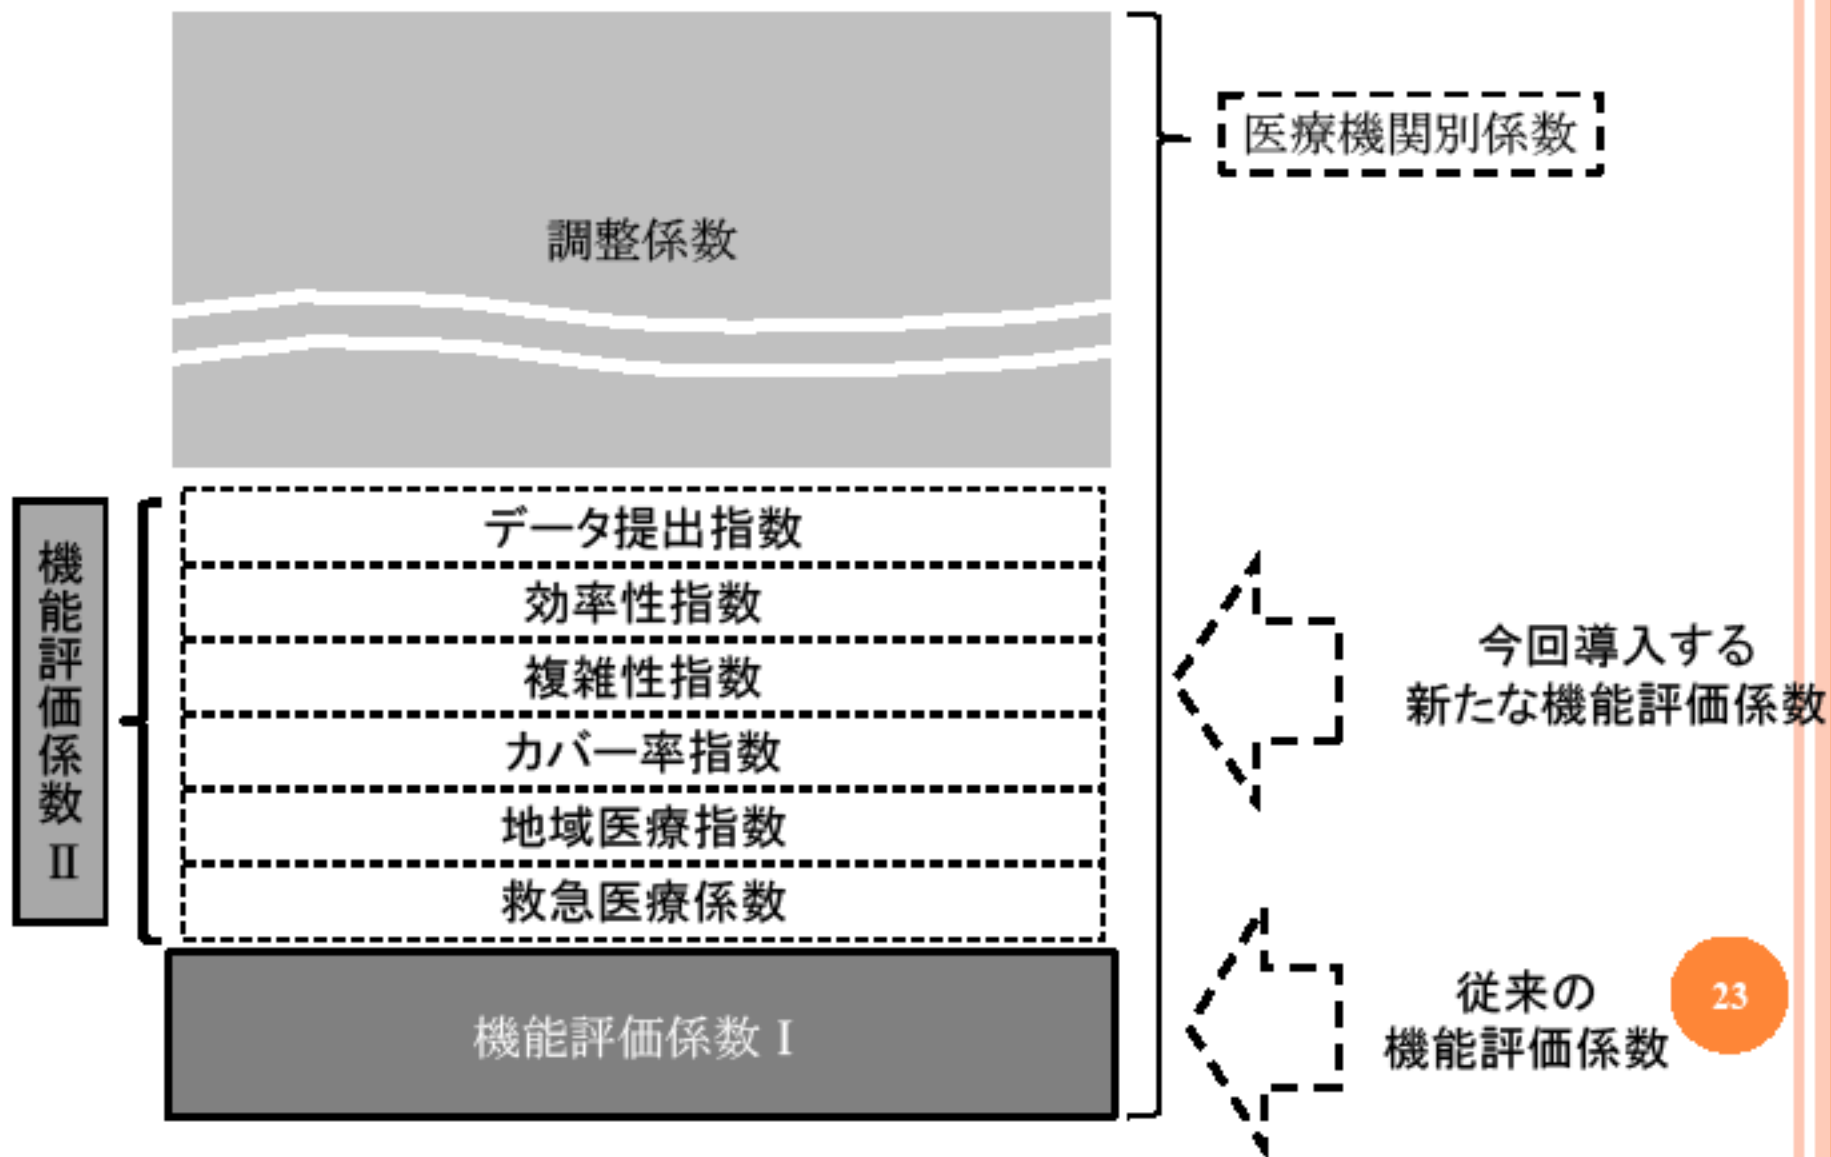 医療機関別係数
調整係数
機能評価係数Ⅱ
データ提出指数
効率性指数
複雑性指数
カバー率指数
地域医療指数
救急医療係数
今回導入する
新たな機能評価係数
機能評価係数Ⅰ
従来の
機能評価係数
23